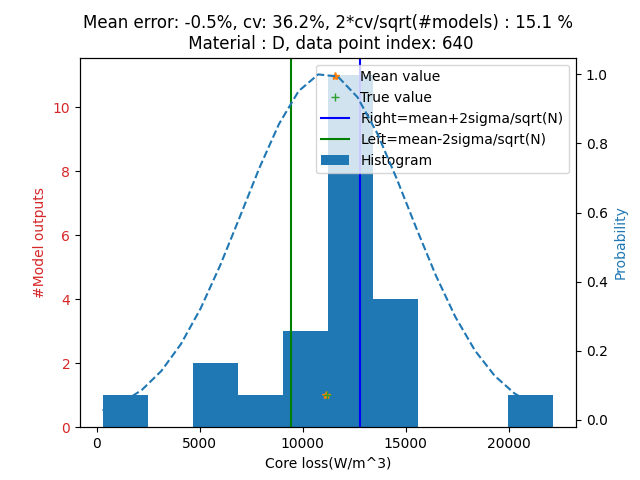 Mean error: -0.5%, cv: 36.2%, 2*cv/sqrt(#models) : 15.1 %
Material : D, data point index: 640
Mean value
True value
Right=mean+2sigma/sqrt(N)
Left=mean-2sigma/sqrt(N)
Histogram
#Model outputs
10
8
6
4
2
0
1.0
0.8
0.6
0.4
0.2
0.0
Probability
0
5000
10000
15000
20000
Core loss(W/m^3)